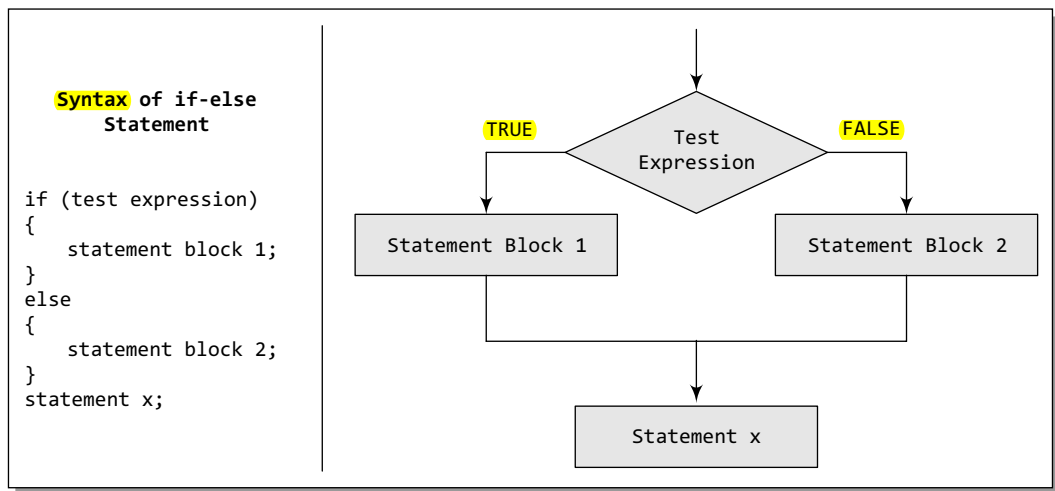 Syntax of if-else
Statement
if (test expression)
{
statement block 1;
}
else
{
statement block 2;
}
statement x;
Test
Expression
TRUE
FALSE
Statement Block 1
Statement Block 2
Statement x